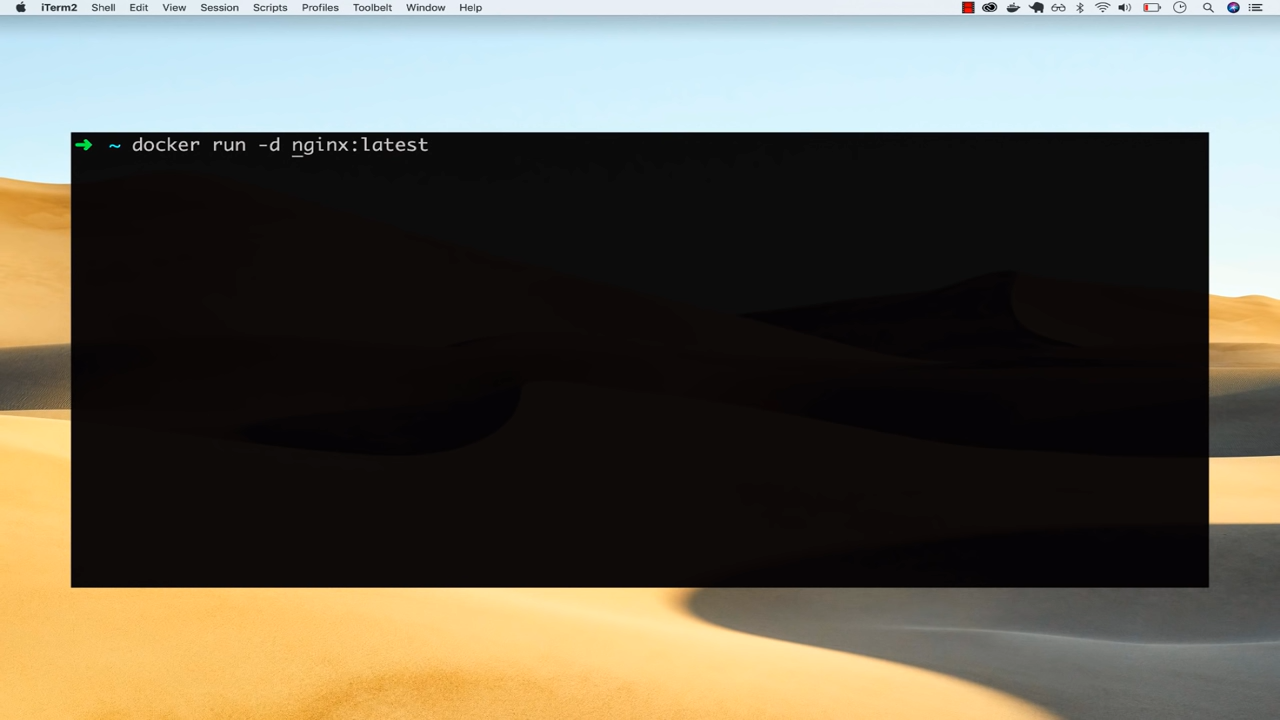 iTerm2 Shell Edit View Session Scripts Profiles Toolbelt Window Help
➜ ~ docker run -d nginx:latest